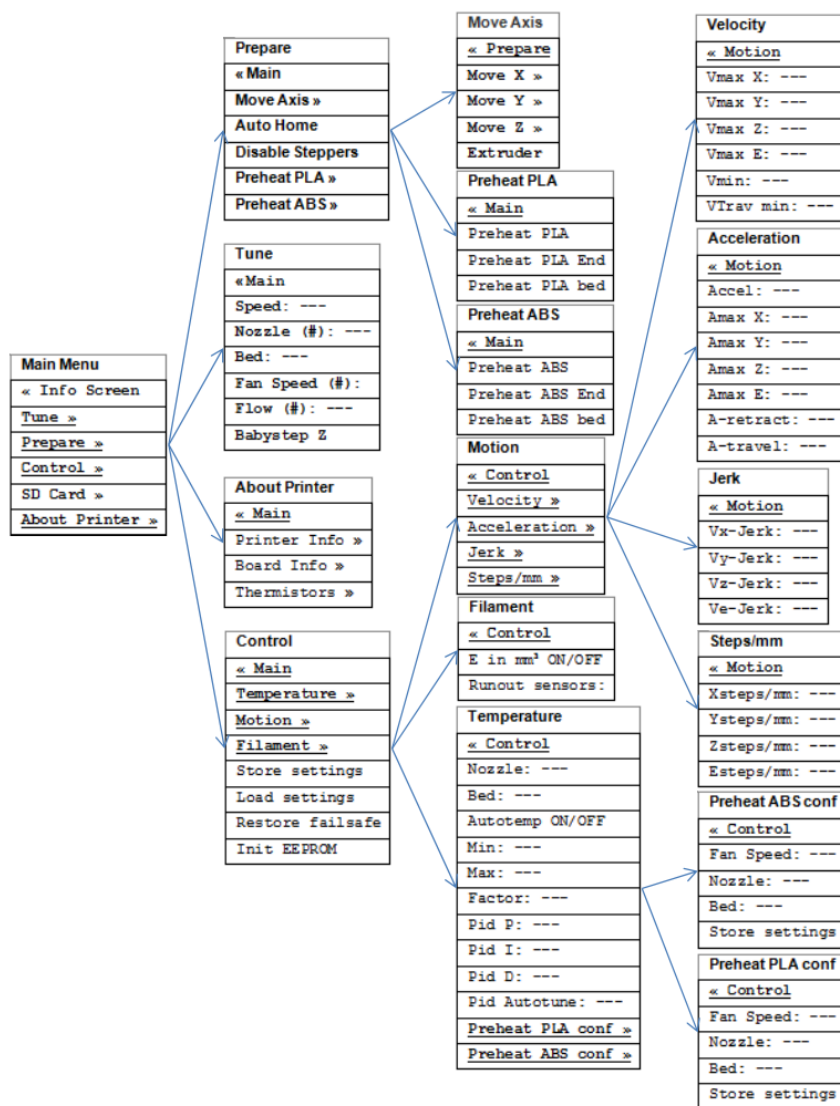 Main Menu
« Info Screen
Tune »
Prepare »
Control »
SD Card »
About Printer »
Prepare
« Main
Move Axis »
Auto Home
Disable Steppers
Preheat PLA »
Preheat ABS »
Tune
«Main
Speed: ---
Nozzle (#): ---
Bed: ---
Fan Speed (#):
Flow (#): ---
Babystep Z
About Printer
« Main
Printer Info »
Board Info »
Thermistors »
Control
« Main
Temperature »
Motion »
Filament »
Store settings
Load settings
Restore failsafe
Init EEPROM
Move Axis
« Prepare
Move X »
Move Y »
Move Z »
Extruder
Preheat PLA
« Main
Preheat PLA
Preheat PLA End
Preheat PLA bed
Preheat ABS
« Main
Preheat ABS
Preheat ABS End
Preheat ABS bed
Motion
« Control
Velocity »
Acceleration »
Jerk »
Steps/mm »
Filament
« Control
E in mm³ ON/OFF
Runout sensors:
Temperature
« Control
Nozzle: ---
Bed: ---
Autotemp ON/OFF
Min: ---
Max: ---
Factor: ---
Pid P: ---
Pid I: ---
Pid D: ---
Pid Autotune: ---
Preheat PLA conf »
Preheat ABS conf »
Velocity
« Motion
Vmax X: ---
Vmax Y: ---
Vmax Z: ---
Vmax E: ---
Vmin: ---
VTrav min: ---
Acceleration
« Motion
Accel: ---
Amax X: ---
Amax Y: ---
Amax Z: ---
Amax E: ---
A-retract: ---
A-travel: ---
Jerk
« Motion
Vx-Jerk: ---
Vy-Jerk: ---
Vz-Jerk: ---
Ve-Jerk: ---
Steps/mm
« Motion
Xsteps/mm: ---
Ysteps/mm: ---
Zsteps/mm: ---
Esteps/mm: ---
Preheat ABS conf
« Control
Fan Speed: ---
Nozzle: ---
Bed: ---
Store settings
Preheat PLA conf
« Control
Fan Speed: ---
Nozzle: ---
Bed: ---
Store settings